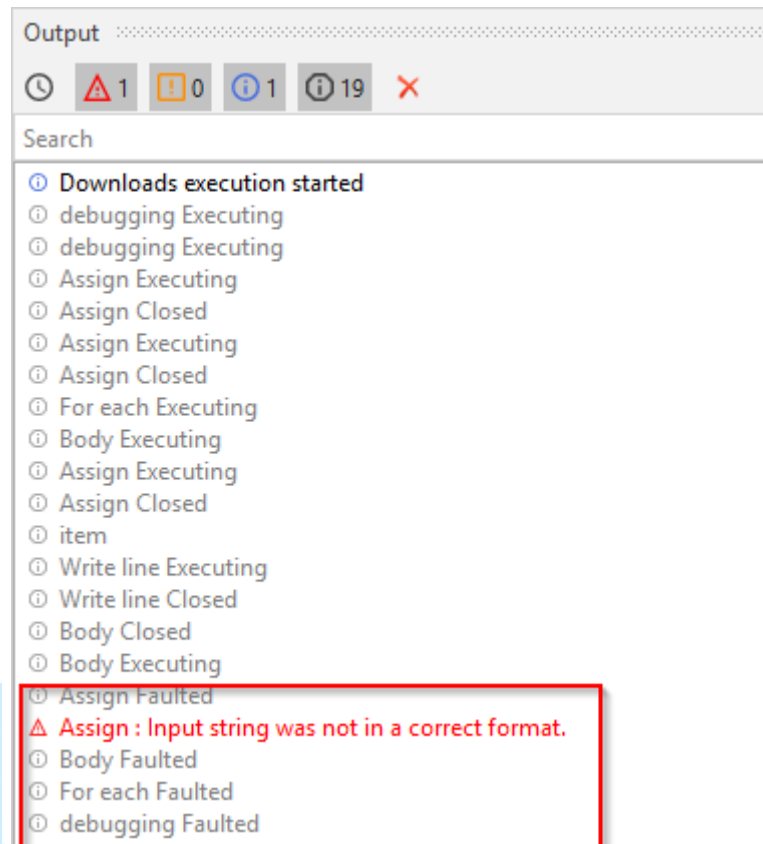 Output
1 0 1 19
Search
Downloads execution started
debugging Executing
debugging Executing
Assign Executing
Assign Closed
Assign Executing
Assign Closed
For each Executing
Body Executing
Assign Executing
Assign Closed
item
Write line Executing
Write line Closed
Body Closed
Body Executing
Assign Faulted
Assign : Input string was not in a correct format.
Body Faulted
For each Faulted
debugging Faulted